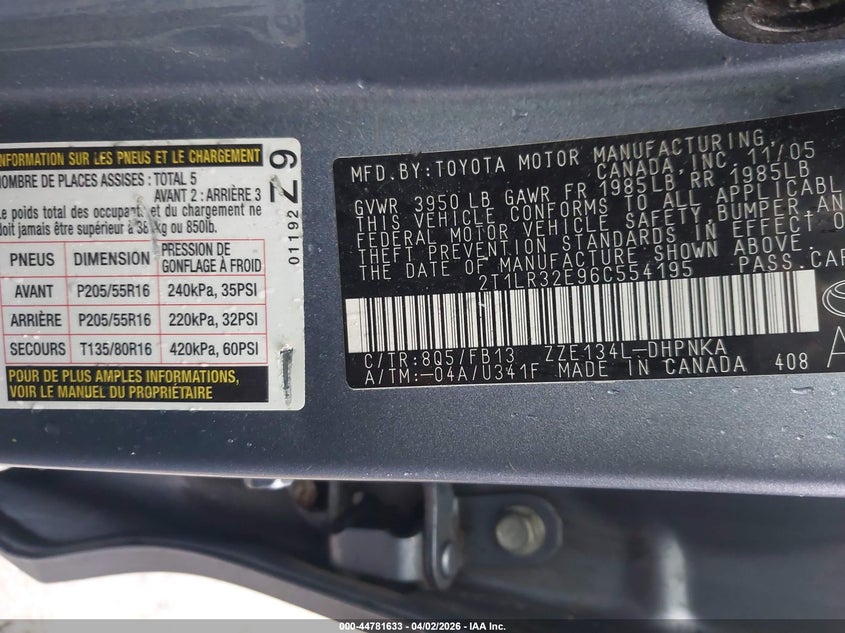 INFORMATION SUR LES PNEUS ET LE CHARGEMENT
NOMBRE DE PLACES ASSISES : TOTAL 5
AVANT 2 : ARRIÈRE 3
Le poids total des occupants et du chargement ne
doit jamais être supérieur à kg ou 850lb.
PNEUS DIMENSION PRESSION DE GONFLAGE À FROID
AVANT P205/55R16 240kPa, 35PSI
ARRIÈRE P205/55R16 220kPa, 32PSI
SECOURS T135/80R16 420kPa, 60PSI
POUR DE PLUS AMPLES INFORMATIONS,
VOIR LE MANUEL DU PROPRIÉTAIRE
01192 Z9
MFD.BY:TOYOTA MOTOR MANUFACTURING,
CANADA,INC. 11/05
GVWR 3950 LB GAWR FR 1985LB RR 1985LB
THIS VEHICLE CONFORMS TO ALL APPLICABL
FEDERAL MOTOR VEHICLE SAFETY, BUMPER AN
THEFT PREVENTION STANDARDS IN EFFECT O
THE DATE OF MANUFACTURE SHOWN ABOVE.
2T1LR32E96C554195 PASS.CAR
C/TR:8Q5/FB13 ZZE134L-DHPNKA
A/TM:-04A/U341F MADE IN CANADA 408
000-44781633 - 04/02/2026 - IAA Inc.